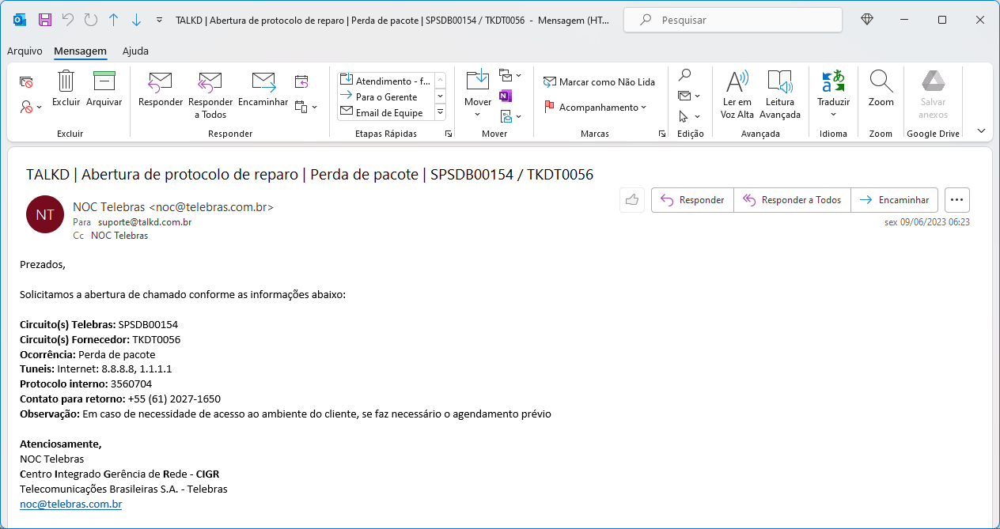 TALKD | Abertura de protocolo de reparo | Perda de pacote | SPSDB00154 / TKDT0056 - Mensagem (HT...
Pesquisar
Arquivo Mensagem Ajuda
Excluir
Arquivar
Excluir
Responder
Responder a Todos
Encaminhar
Responder
Atendimento - f...
Para o Gerente
Email de Equipe
Etapas Rápidas
Mover
Mover
Marcar como Não Lida
Acompanhamento
Marcas
Edição
Ler em Voz Alta
Leitura Avançada
Avançada
Traduzir
Idioma
Zoom
Zoom
Salvar anexos
Google Drive
TALKD | Abertura de protocolo de reparo | Perda de pacote | SPSDB00154 / TKDT0056
NT
NOC Telebras <noc@telebras.com.br>
Para suporte@talkd.com.br
Cc NOC Telebras
Responder
Responder a Todos
Encaminhar
sex 09/06/2023 06:23
Prezados,
Solicitamos a abertura de chamado conforme as informações abaixo:
Circuito(s) Telebras: SPSDB00154
Circuito(s) Fornecedor: TKDT0056
Ocorrência: Perda de pacote
Tuneis: Internet: 8.8.8.8, 1.1.1.1
Protocolo interno: 3560704
Contato para retorno: +55 (61) 2027-1650
Observação: Em caso de necessidade de acesso ao ambiente do cliente, se faz necessário o agendamento prévio
Atenciosamente,
NOC Telebras
Centro Integrado Gerência de Rede - CIGR
Telecomunicações Brasileiras S.A. - Telebras
noc@telebras.com.br